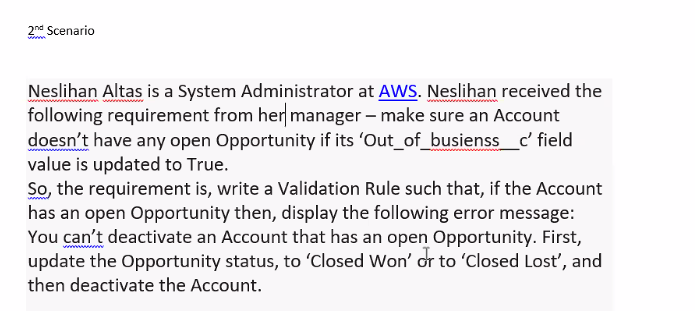 2nd Scenario
Neslihan Altas is a System Administrator at AWS. Neslihan received the
following requirement from her manager – make sure an Account
doesn’t have any open Opportunity if its ‘Out_of_busienss__c’ field
value is updated to True.
So, the requirement is, write a Validation Rule such that, if the Account
has an open Opportunity then, display the following error message:
You can’t deactivate an Account that has an open Opportunity. First,
update the Opportunity status, to ‘Closed Won’ or to ‘Closed Lost’, and
then deactivate the Account.